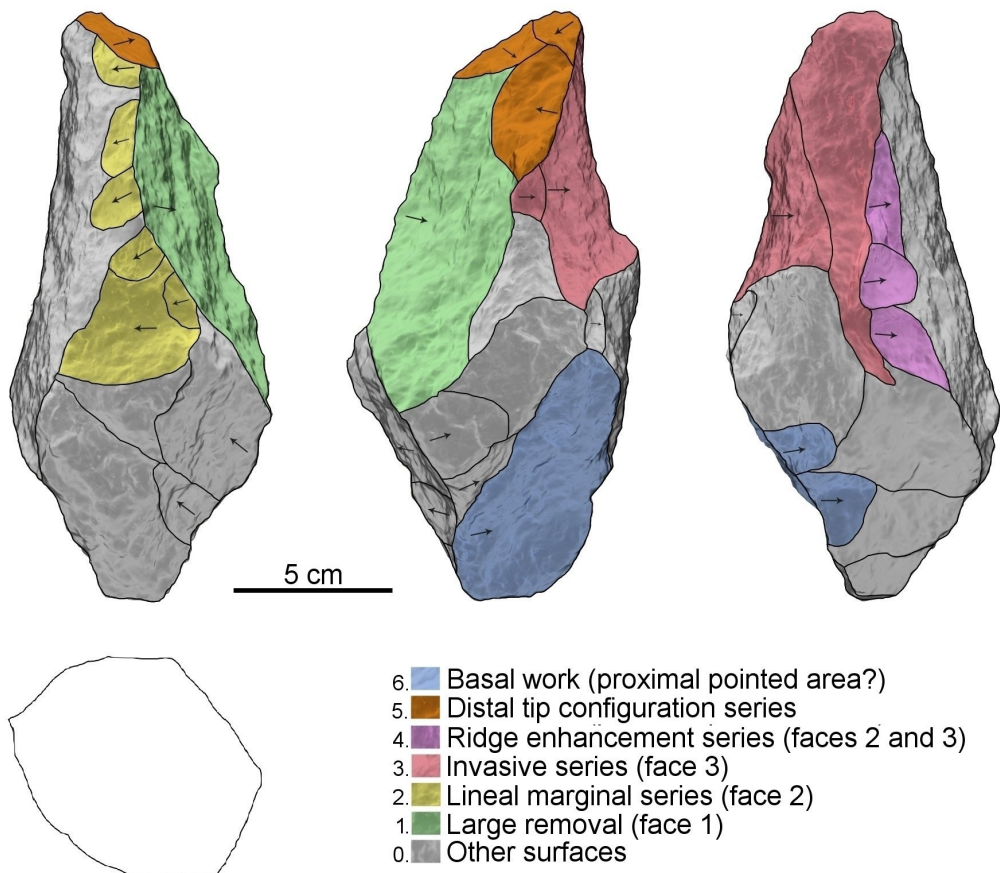 5 cm
6. Basal work (proximal pointed area?)
5. Distal tip configuration series
4. Ridge enhancement series (faces 2 and 3)
3. Invasive series (face 3)
2. Lineal marginal series (face 2)
1. Large removal (face 1)
0. Other surfaces